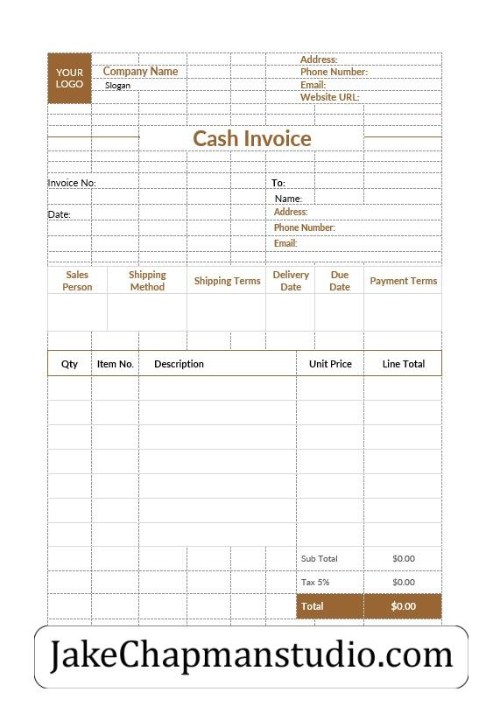 YOUR
LOGO
Company Name
Slogan
Address:
Phone Number:
Email:
Website URL:
Cash Invoice
Invoice No:
Date:
To:
Name:
Address:
Phone Number:
Email:
Sales Person Shipping Method Shipping Terms Delivery Date Due Date Payment Terms
Qty Item No. Description Unit Price Line Total
Sub Total $0.00
Tax 5% $0.00
Total $0.00
JakeChapmanstudio.com